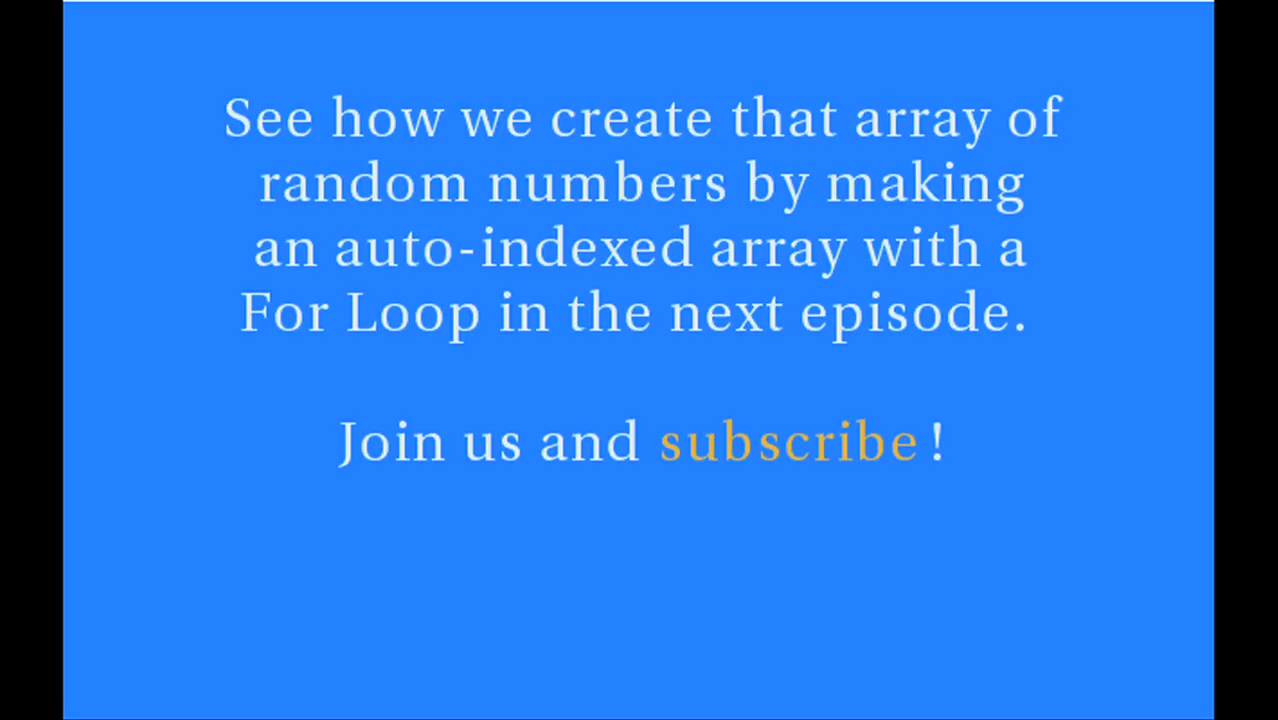 See how we create that array of
random numbers by making
an auto-indexed array with a
For Loop in the next episode.
Join us and subscribe!